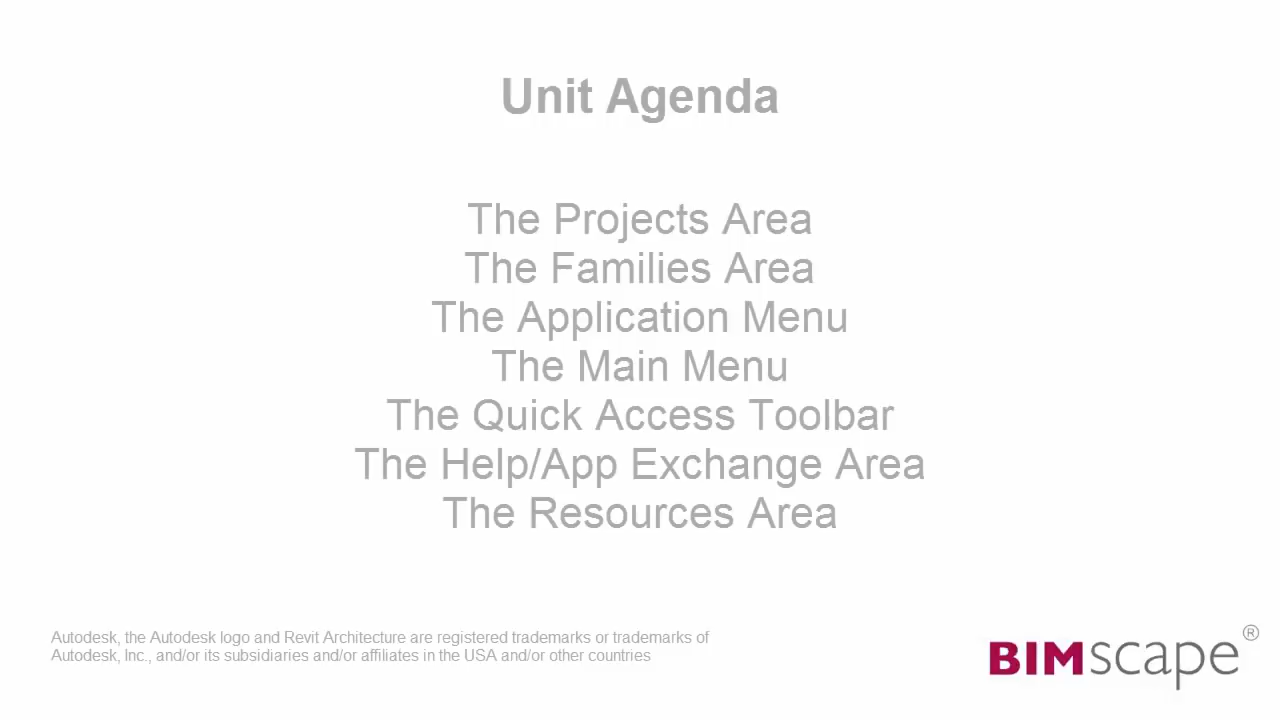 Unit Agenda
The Projects Area
The Families Area
The Application Menu
The Main Menu
The Quick Access Toolbar
The Help/App Exchange Area
The Resources Area
Autodesk, the Autodesk logo and Revit Architecture are registered trademarks or trademarks of
Autodesk, Inc., and/or its subsidiaries and/or affiliates in the USA and/or other countries
BIMscape®